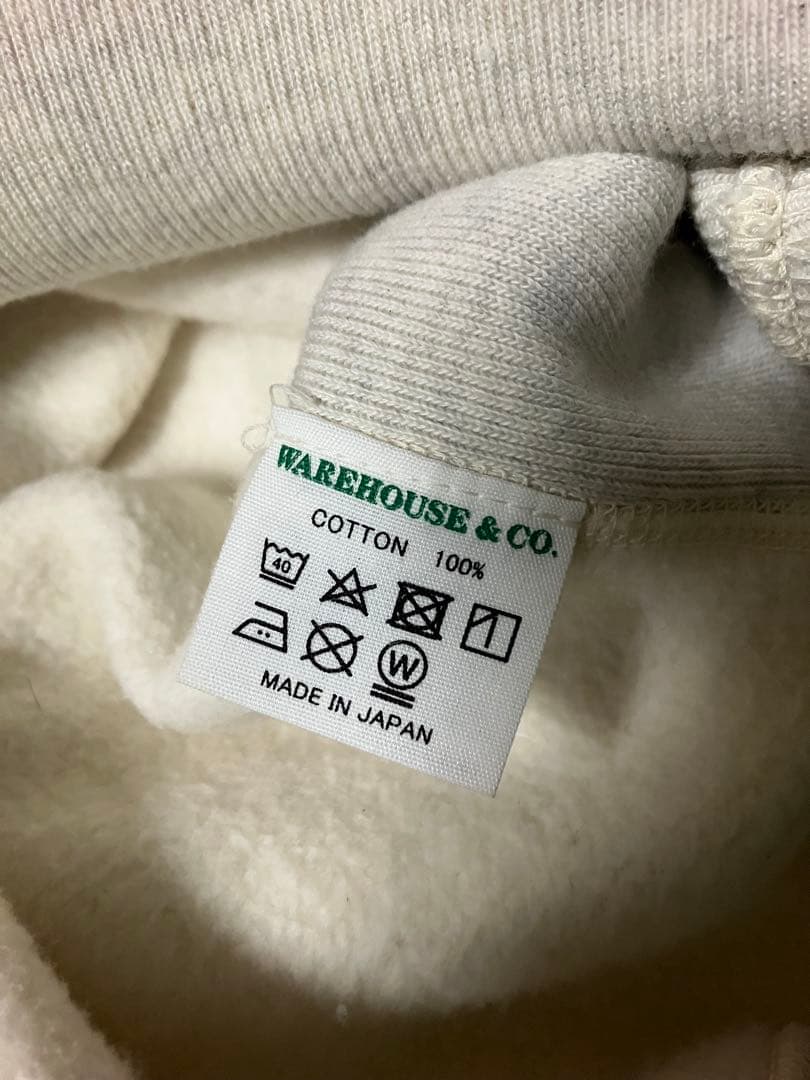 WAREHOUSE & CO.
COTTON 100%
40
W
MADE IN JAPAN